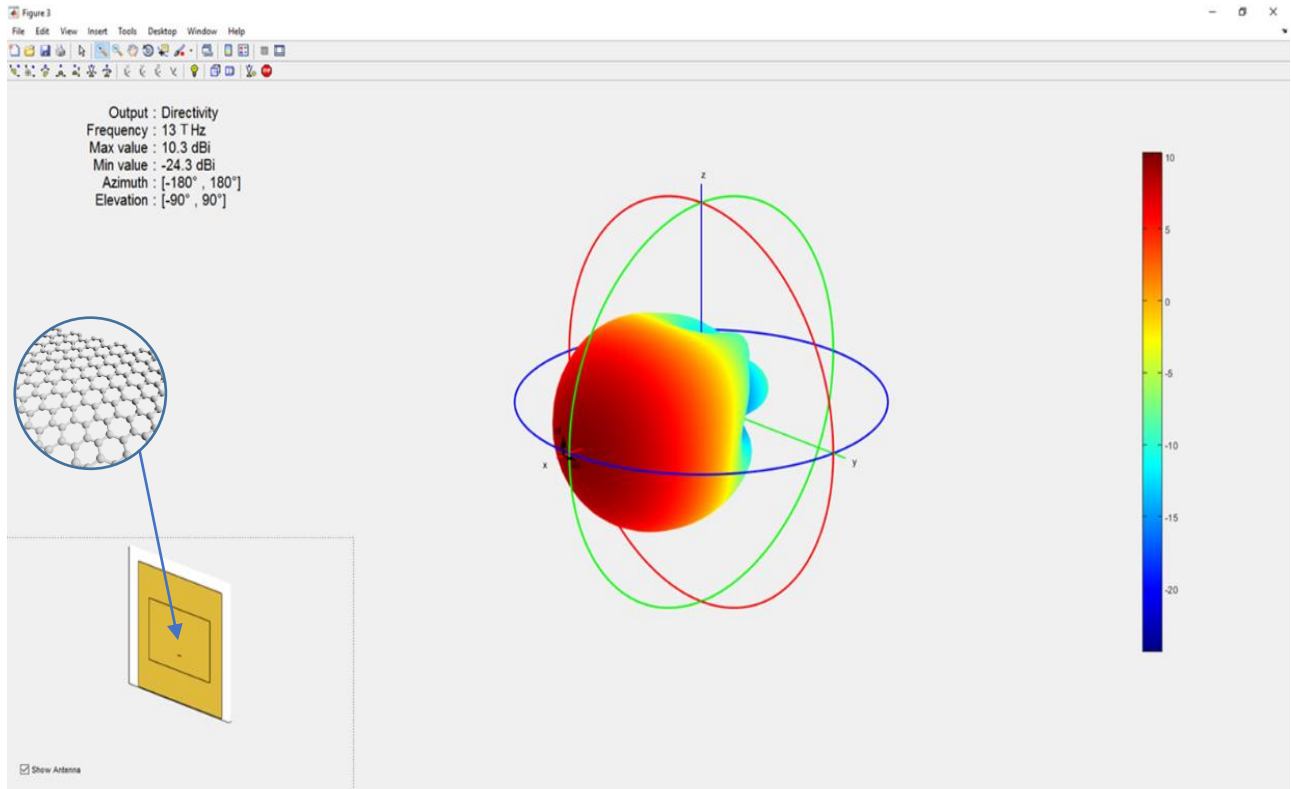 Figure 3
File Edit View Insert Tools Desktop Window Help
Output : Directivity
Frequency : 13 THz
Max value : 10.3 dBi
Min value : -24.3 dBi
Azimuth : [-180° , 180°]
Elevation : [-90° , 90°]
z
x
y
10
5
0
-5
-10
-15
-20
Show Antenna